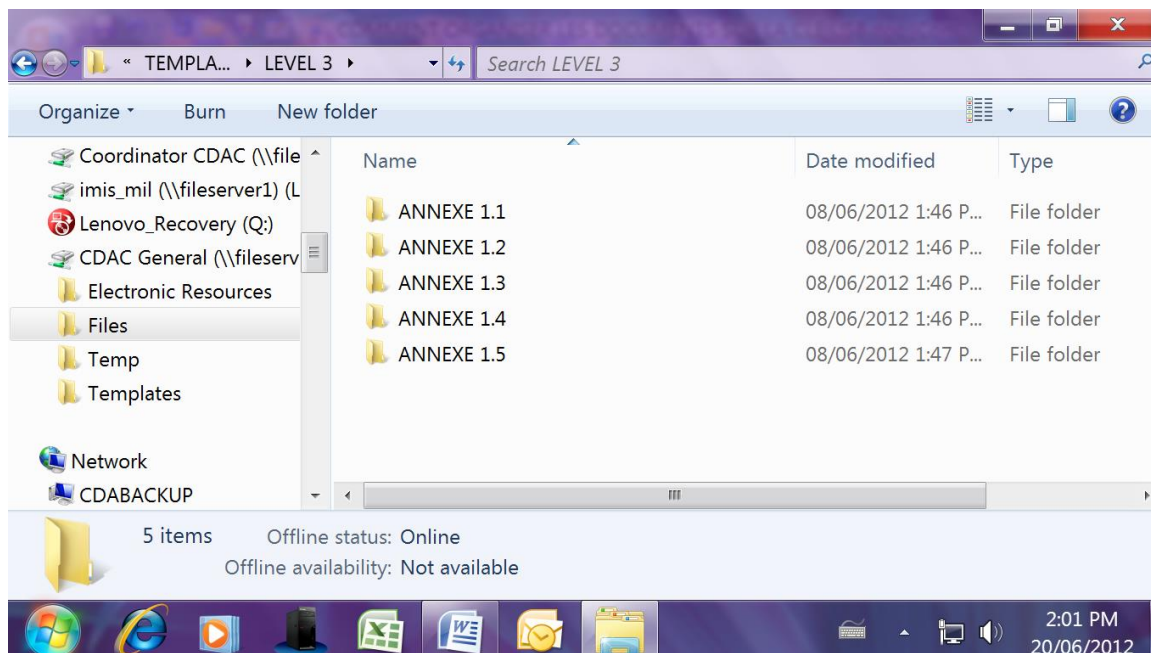 « TEMPLA... LEVEL 3 Search LEVEL 3
Organize Burn New folder
Coordinator CDAC (\\file
imis_mil (\\fileserver1) (L
Lenovo_Recovery (Q:)
CDAC General (\\fileserv
Electronic Resources
Files
Temp
Templates
Network
CDABACKUP
Name Date modified Type
ANNEXE 1.1 08/06/2012 1:46 P... File folder
ANNEXE 1.2 08/06/2012 1:46 P... File folder
ANNEXE 1.3 08/06/2012 1:46 P... File folder
ANNEXE 1.4 08/06/2012 1:46 P... File folder
ANNEXE 1.5 08/06/2012 1:47 P... File folder
5 items Offline status: Online
Offline availability: Not available
2:01 PM
20/06/2012